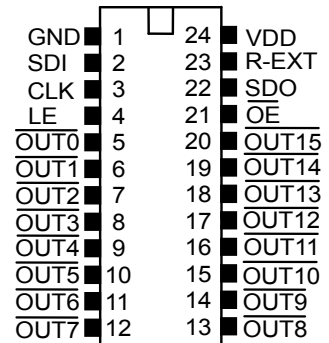 GND 1 24 VDD
SDI 2 23 R-EXT
CLK 3 22 SDO
LE 4 21 OE
OUT0 5 20 OUT15
OUT1 6 19 OUT14
OUT2 7 18 OUT13
OUT3 8 17 OUT12
OUT4 9 16 OUT11
OUT5 10 15 OUT10
OUT6 11 14 OUT9
OUT7 12 13 OUT8